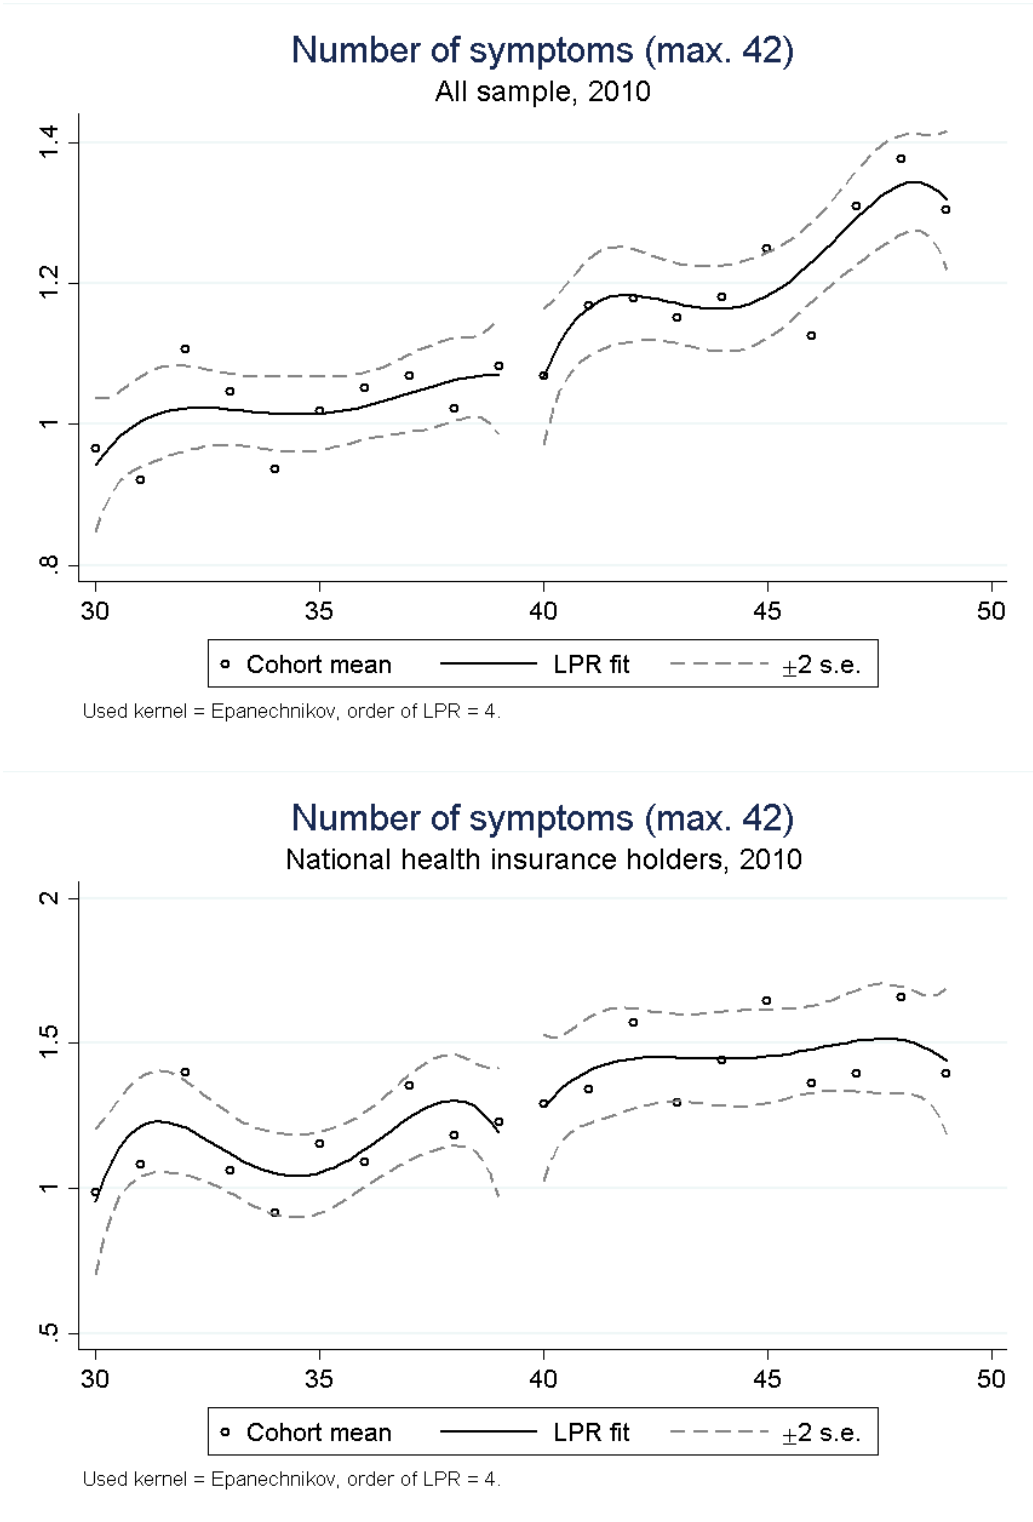 Number of symptoms (max. 42)
All sample, 2010
1.4
1.2
1
.8
30 35 40 45 50
Cohort mean LPR fit ±2 s.e.
Used kernel = Epanechnikov, order of LPR = 4.
Number of symptoms (max. 42)
National health insurance holders, 2010
2
1.5
1
.5
30 35 40 45 50
Cohort mean LPR fit ±2 s.e.
Used kernel = Epanechnikov, order of LPR = 4.